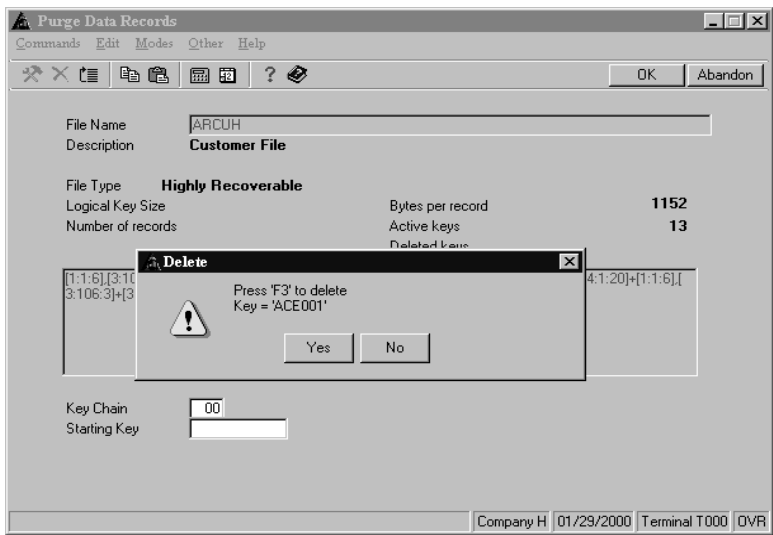 Purge Data Records
Commands Edit Modes Other Help
OK Abandon
File Name ARCUH
Description Customer File
File Type Highly Recoverable
Logical Key Size Bytes per record 1152
Number of records Active keys 13
Deleted keys
Delete
[1:1:6],[3:10 4:1:20]+[1:1:6],[
3:106:3]+[3
Press 'F3' to delete
Key = 'ACE001'
Yes No
Key Chain 00
Starting Key
Company H 01/29/2000 Terminal T000 OVR